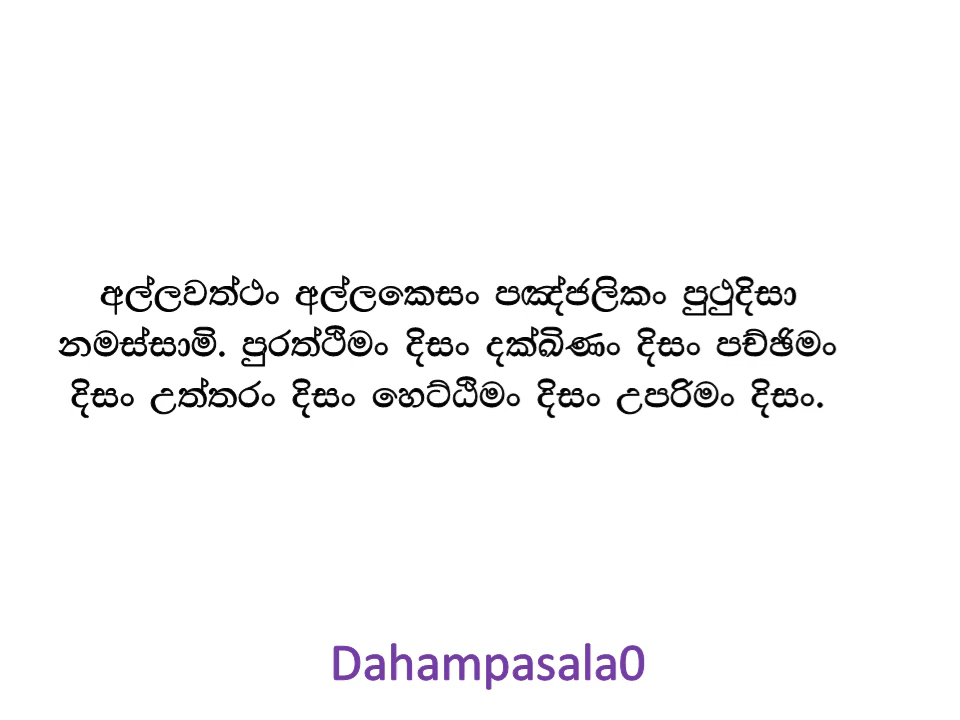 අල්ලවත්ථං අල්ලකෙසං පඤ්ජලිකං පුථුදිසා
නමස්සාමි. පුරත්ථිමං දිසං දක්ඛිණං දිසං පච්ඡිමං
දිසං උත්තරං දිසං හෙට්ඨිමං දිසං උපරිමං දිසං.
Dahampasala0